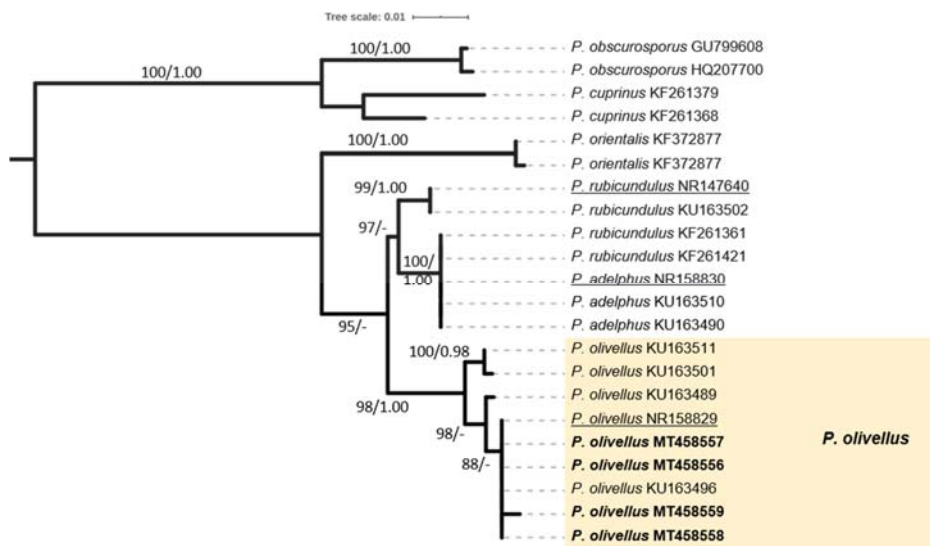 Tree scale: 0.01
P. obscurosporus GU799608
100/1.00
P. obscurosporus HQ207700
100/1.00
P. cuprinus KF261379
P. cuprinus KF261368
P. orientalis KF372877
100/1.00
P. orientalis KF372877
P. rubicundulus NR147640
99/1.00
P. rubicundulus KU163502
97/-
P. rubicundulus KF261361
P. rubicundulus KF261421
100/
1.00
P. adelphus NR158830
P. adelphus KU163510
P. adelphus KU163490
95/-
P. olivellus KU163511
100/0.98
P. olivellus KU163501
P. olivellus KU163489
98/1.00
P. olivellus NR158829
98/-
P. olivellus MT458557
P. olivellus
P. olivellus MT458556
88/-
P. olivellus KU163496
P. olivellus MT458559
P. olivellus MT458558